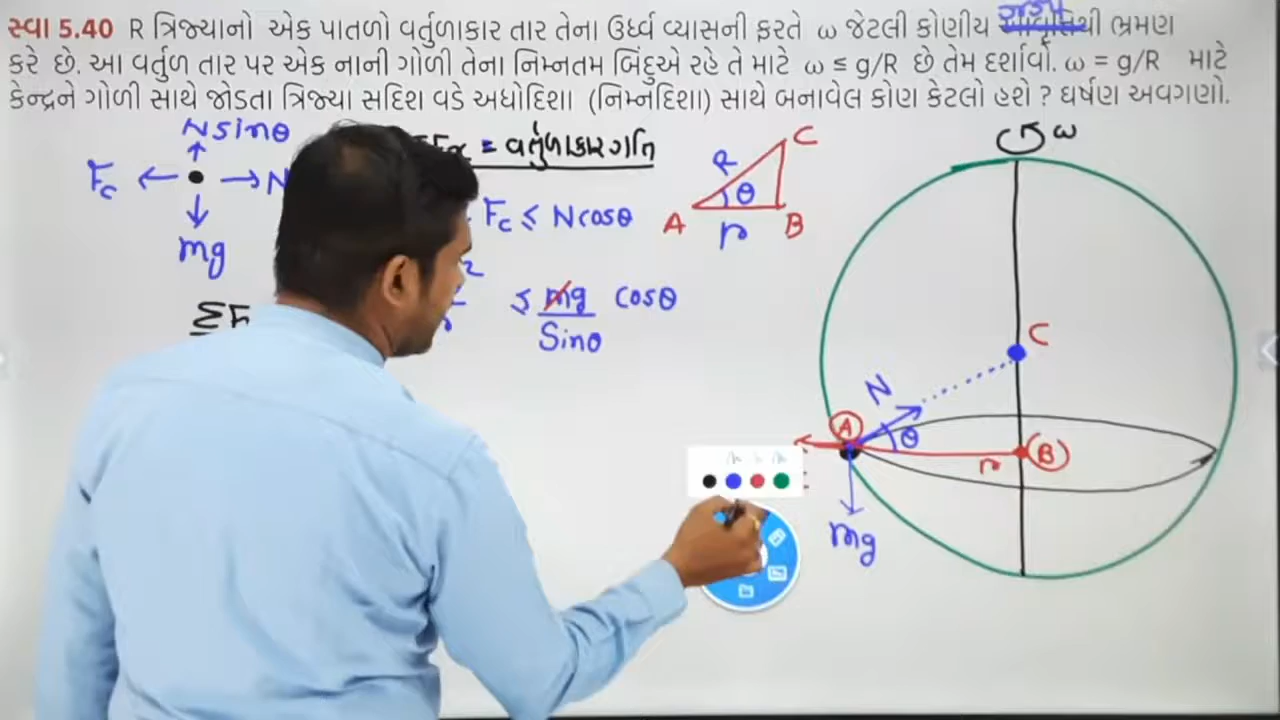 સ્વા 5.40 R ત્રિજ્યાનો એક પાતળો વર્તુળાકાર તાર તેના ઉર્ધ્વ વ્યાસની ફરતે ω જેટલી કોણીય આવૃત્તિથી ભ્રમણ
કરે છે. આ વર્તુળ તાર પર એક નાની ગોળી તેના નિમ્નતમ બિંદુએ રહે તે માટે ω ≤ g/R છે તેમ દર્શાવો. ω = g/R માટે
કેન્દ્રને ગોળી સાથે જોડતા ત્રિજ્યા સદિશ વડે અધોદિશા (નિમ્નદિશા) સાથે બનાવેલ કોણ કેટલો હશે ? ઘર્ષણ અવગણો.
N sinθ
Fc
N
mg
= વર્તુળાકાર ગતિ
Fc ≤ N cosθ
≤ mg cosθ
Sinθ
ΣF
R
C
θ
A
B
r
ω
C
N
A
θ
r
B
mg